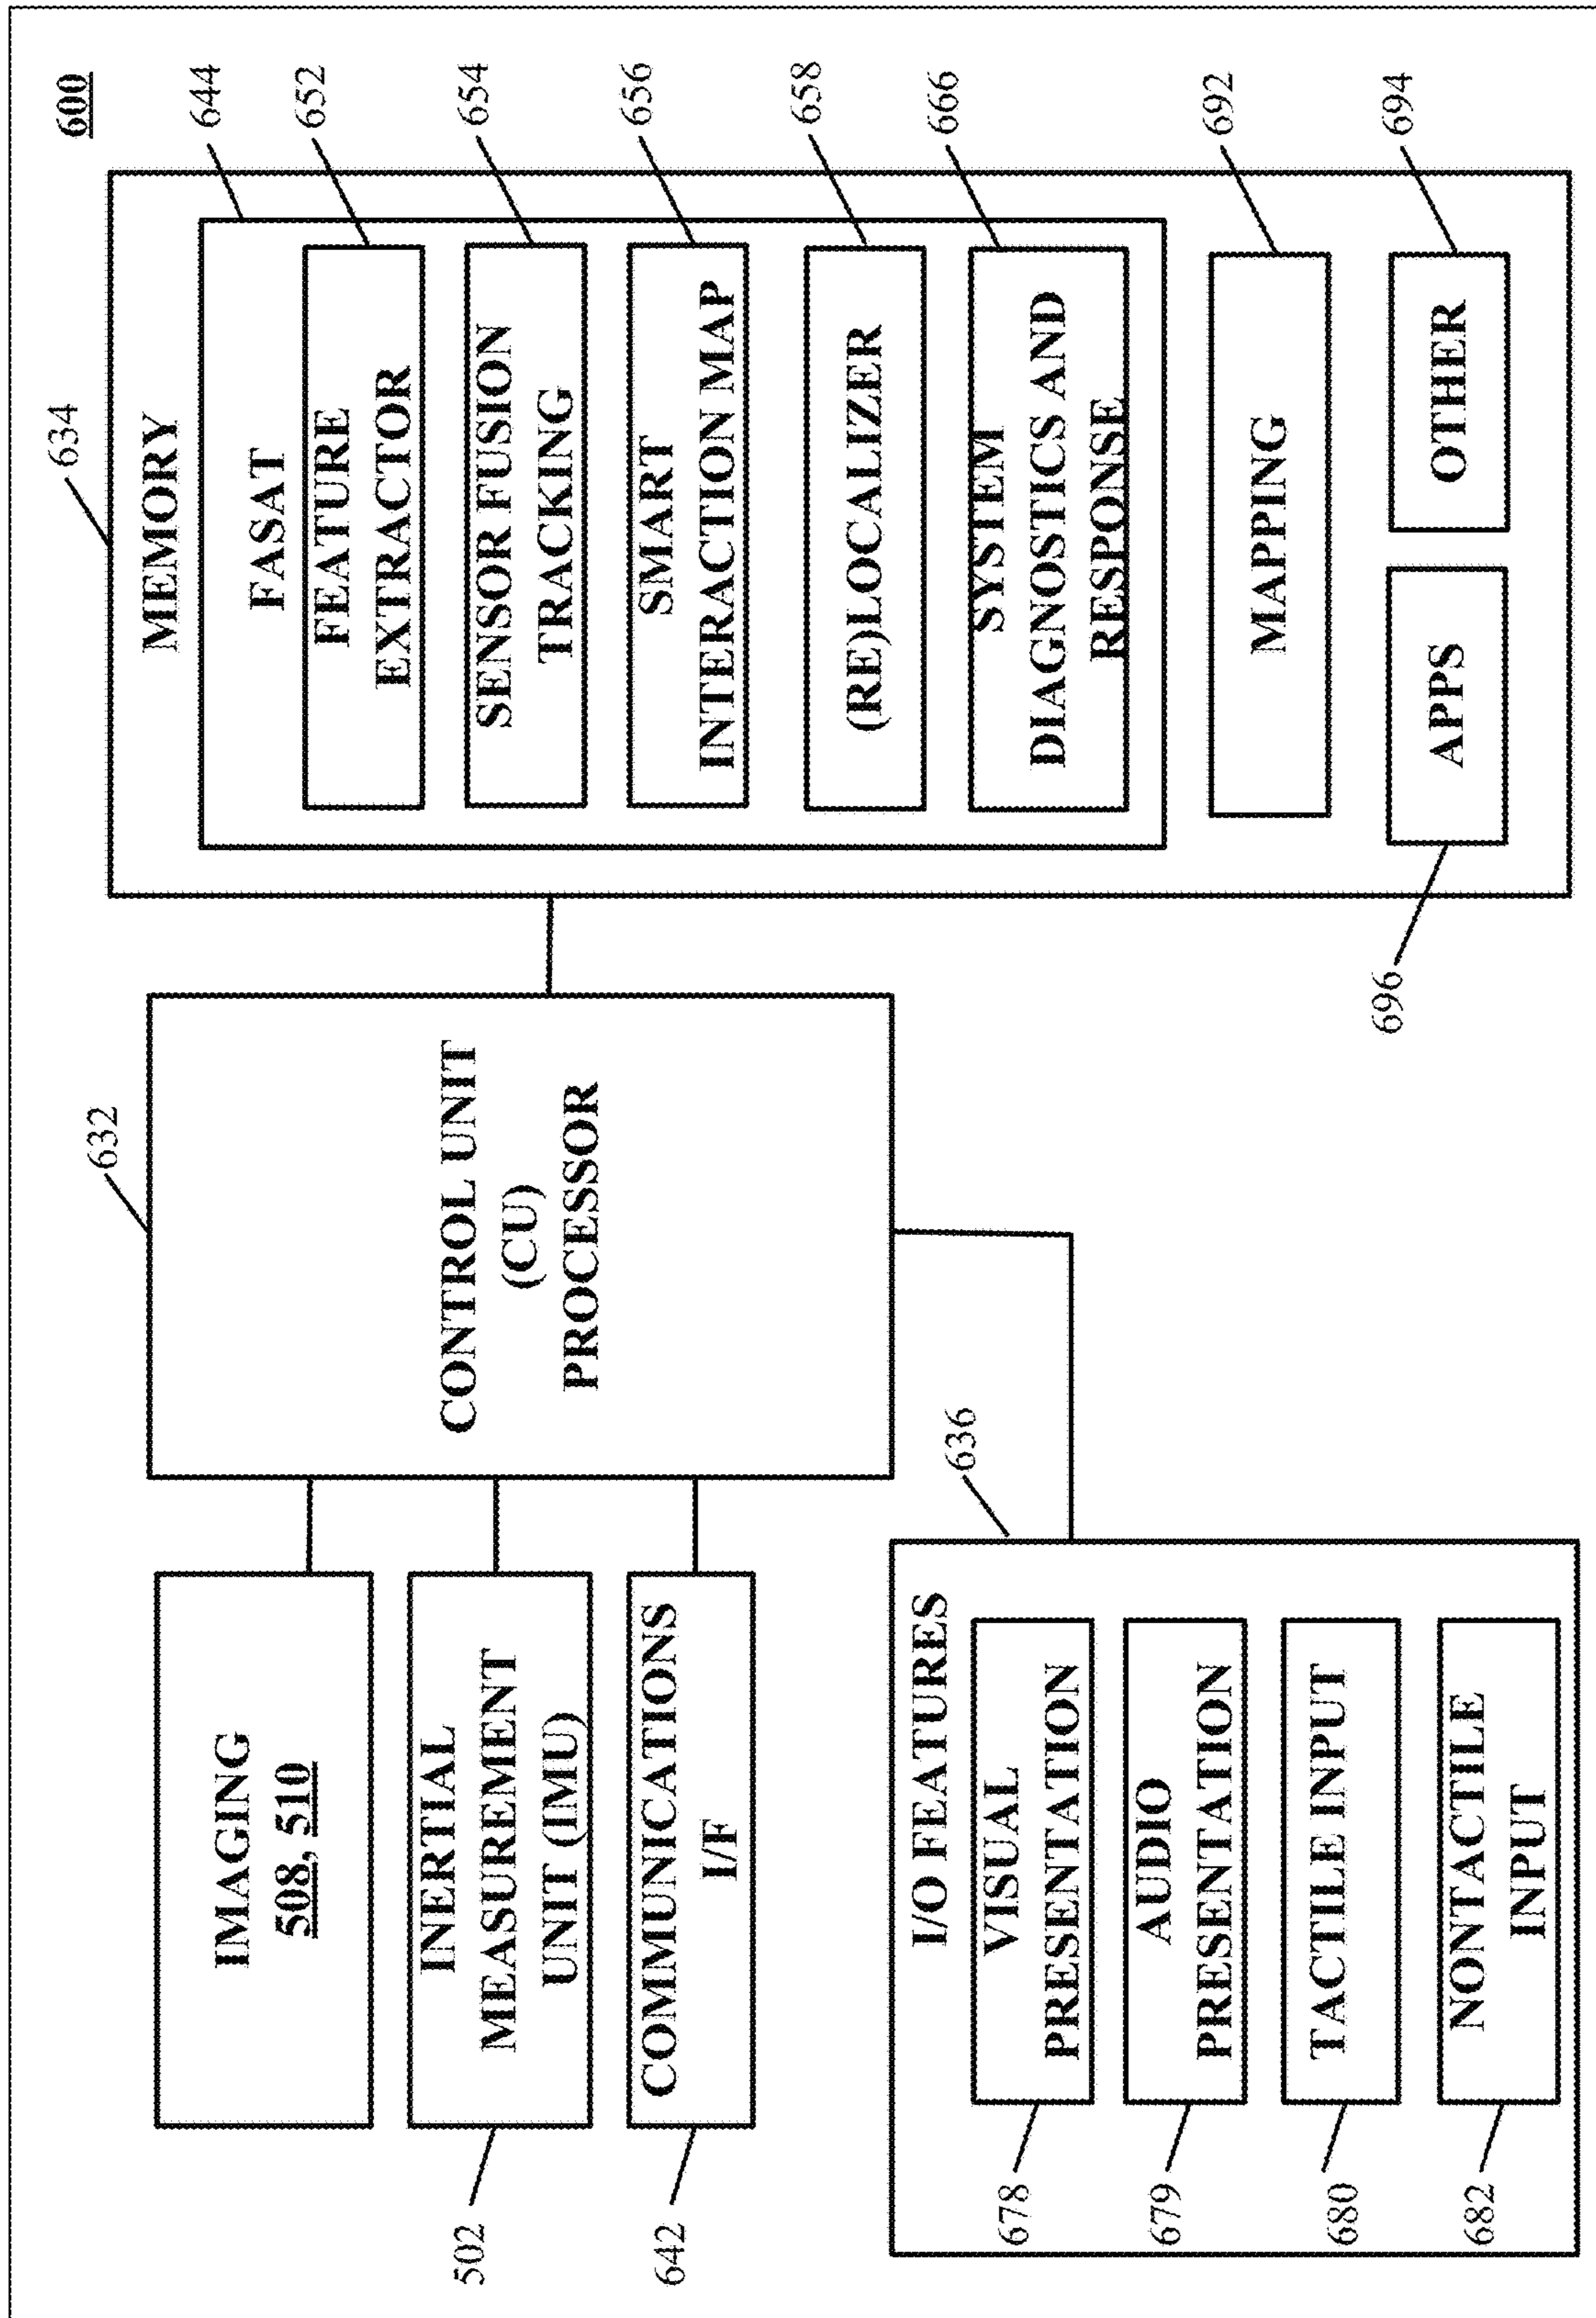 600
634
MEMORY
644
FASAT
652
FEATURE
EXTRACTOR
654
SENSOR FUSION
TRACKING
656
SMART
INTERACTION MAP
658
(RE)LOCALIZER
666
SYSTEM
DIAGNOSTICS AND
RESPONSE
692
MAPPING
694
OTHER
696
APPS
632
CONTROL UNIT
(CU)
PROCESSOR
IMAGING
508, 510
502
INERTIAL
MEASUREMENT
UNIT (IMU)
642
COMMUNICATIONS
I/F
636
I/O FEATURES
678
VISUAL
PRESENTATION
679
AUDIO
PRESENTATION
680
TACTILE INPUT
682
NONTACTILE
INPUT